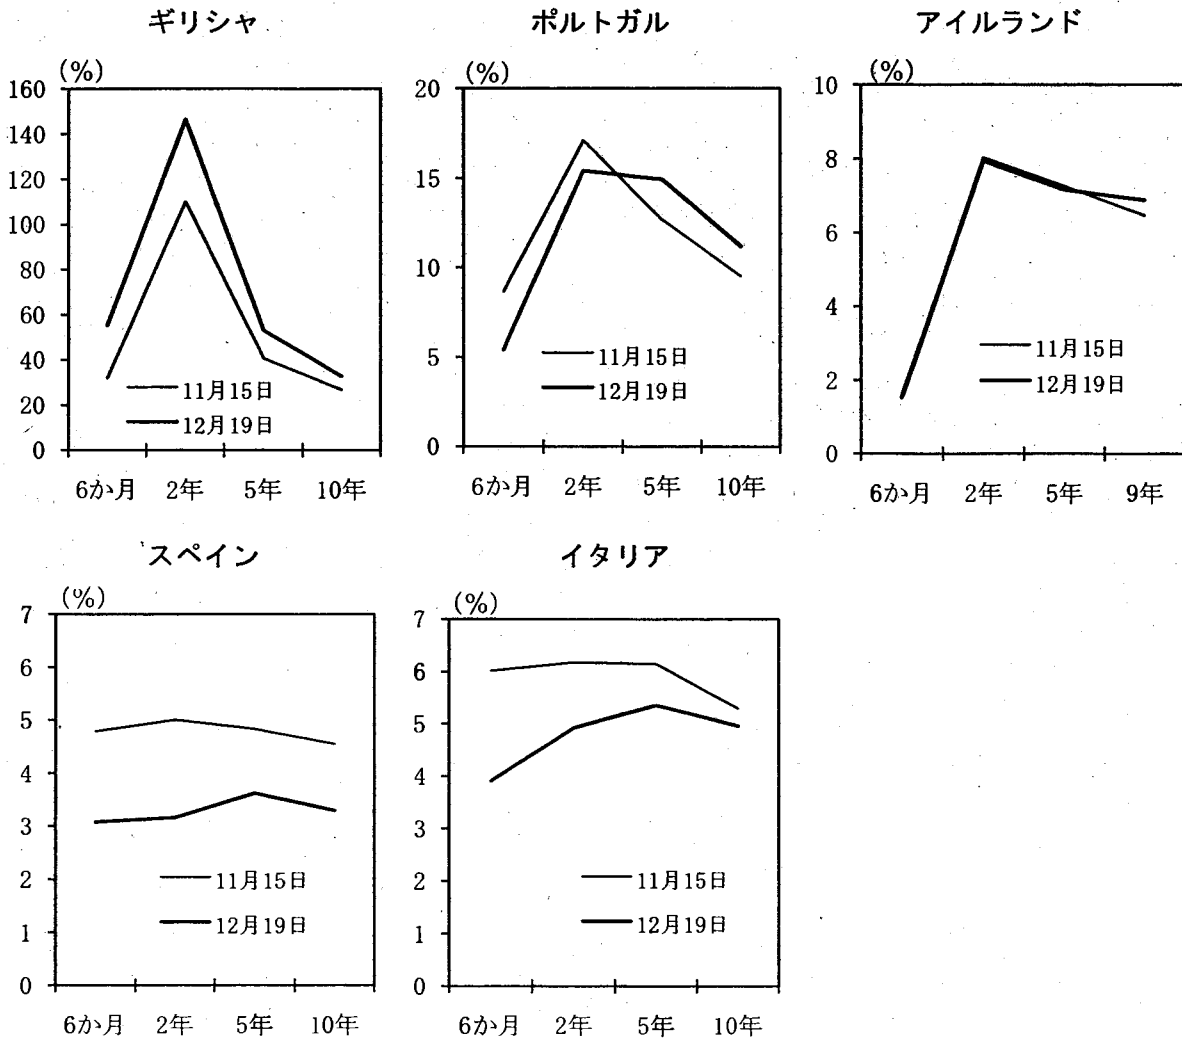 ギリシャ
(%)
160
140
120
100
80
60
40
20
0
11月15日
12月19日
6か月 2年 5年 10年
ポルトガル
(%)
20
15
10
5
0
11月15日
12月19日
6か月 2年 5年 10年
アイルランド
(%)
10
8
6
4
2
0
11月15日
12月19日
6か月 2年 5年 9年
スペイン
(%)
7
6
5
4
3
2
1
0
11月15日
12月19日
6か月 2年 5年 10年
イタリア
(%)
7
6
5
4
3
2
1
0
11月15日
12月19日
6か月 2年 5年 10年